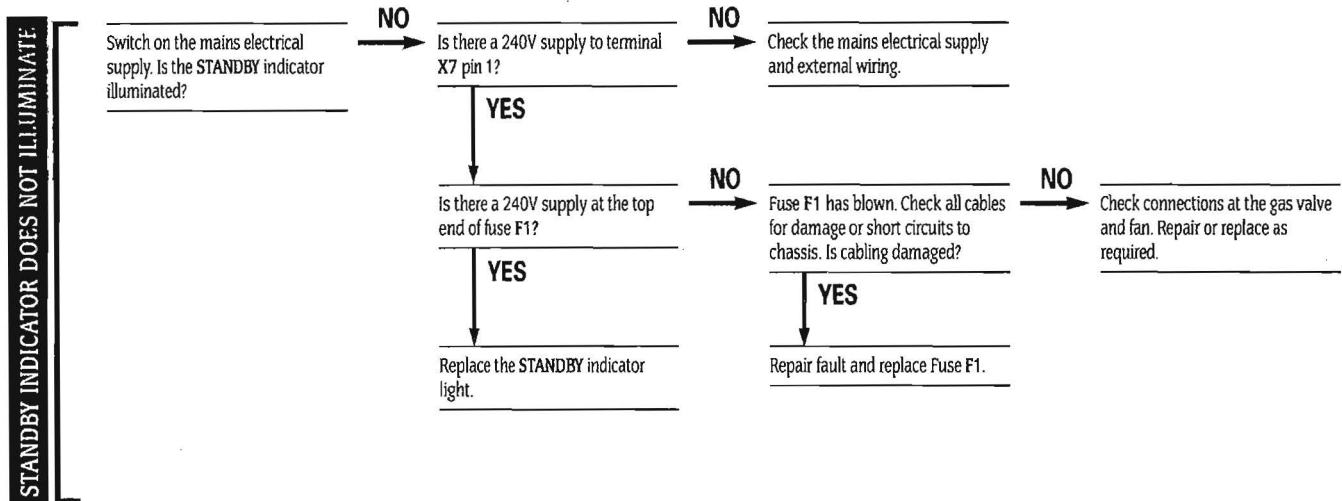 STANDBY INDICATOR DOES NOT ILLUMINATE
Switch on the mains electrical
supply. Is the STANDBY indicator
illuminated?
NO
Is there a 240V supply to terminal
X7 pin 1?
NO
Check the mains electrical supply
and external wiring.
YES
Is there a 240V supply at the top
end of fuse F1?
NO
Fuse F1 has blown. Check all cables
for damage or short circuits to
chassis. Is cabling damaged?
NO
Check connections at the gas valve
and fan. Repair or replace as
required.
YES
YES
Replace the STANDBY indicator
light.
Repair fault and replace Fuse F1.